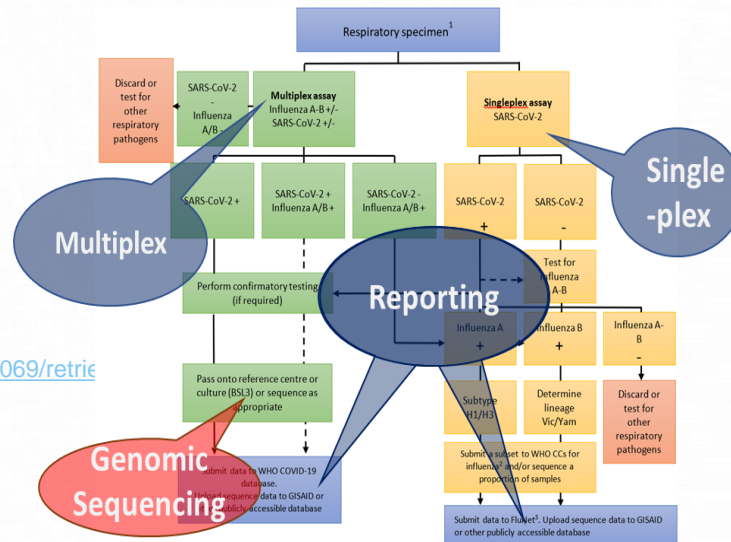 Respiratory specimen1
Discard or
test for
other
respiratory
pathogens
SARS-CoV-2
-
Influenza
A/B -
Multiplex assay
Influenza A-B +/-
SARS-CoV-2 +/-
Singleplex assay
SARS-CoV-2
Multiplex
Single
-plex
SARS-CoV-2 +
SARS-CoV-2 +
Influenza A/B +
SARS-CoV-2 -
Influenza A/B +
SARS-CoV-2
+
SARS-CoV-2
-
Perform confirmatory testing
(if required)
Reporting
Test for
Influenza
A-B
Influenza A
+
Influenza B
+
Influenza A-
B
-
069/retrie
Pass onto reference centre or
culture (BSL3) or sequence as
appropriate
Subtype
H1/H3
Determine
lineage
Vic/Yam
Discard or
test for
other
respiratory
pathogens
Genomic
Sequencing
Submit data to WHO COVID-19
database.
Upload sequence data to GISAID or
other publicly accessible database
Submit a subset to WHO CCs for
influenza2 and/or sequence a
proportion of samples
Submit data to FluNet3. Upload sequence data to GISAID
or other publicly accessible database